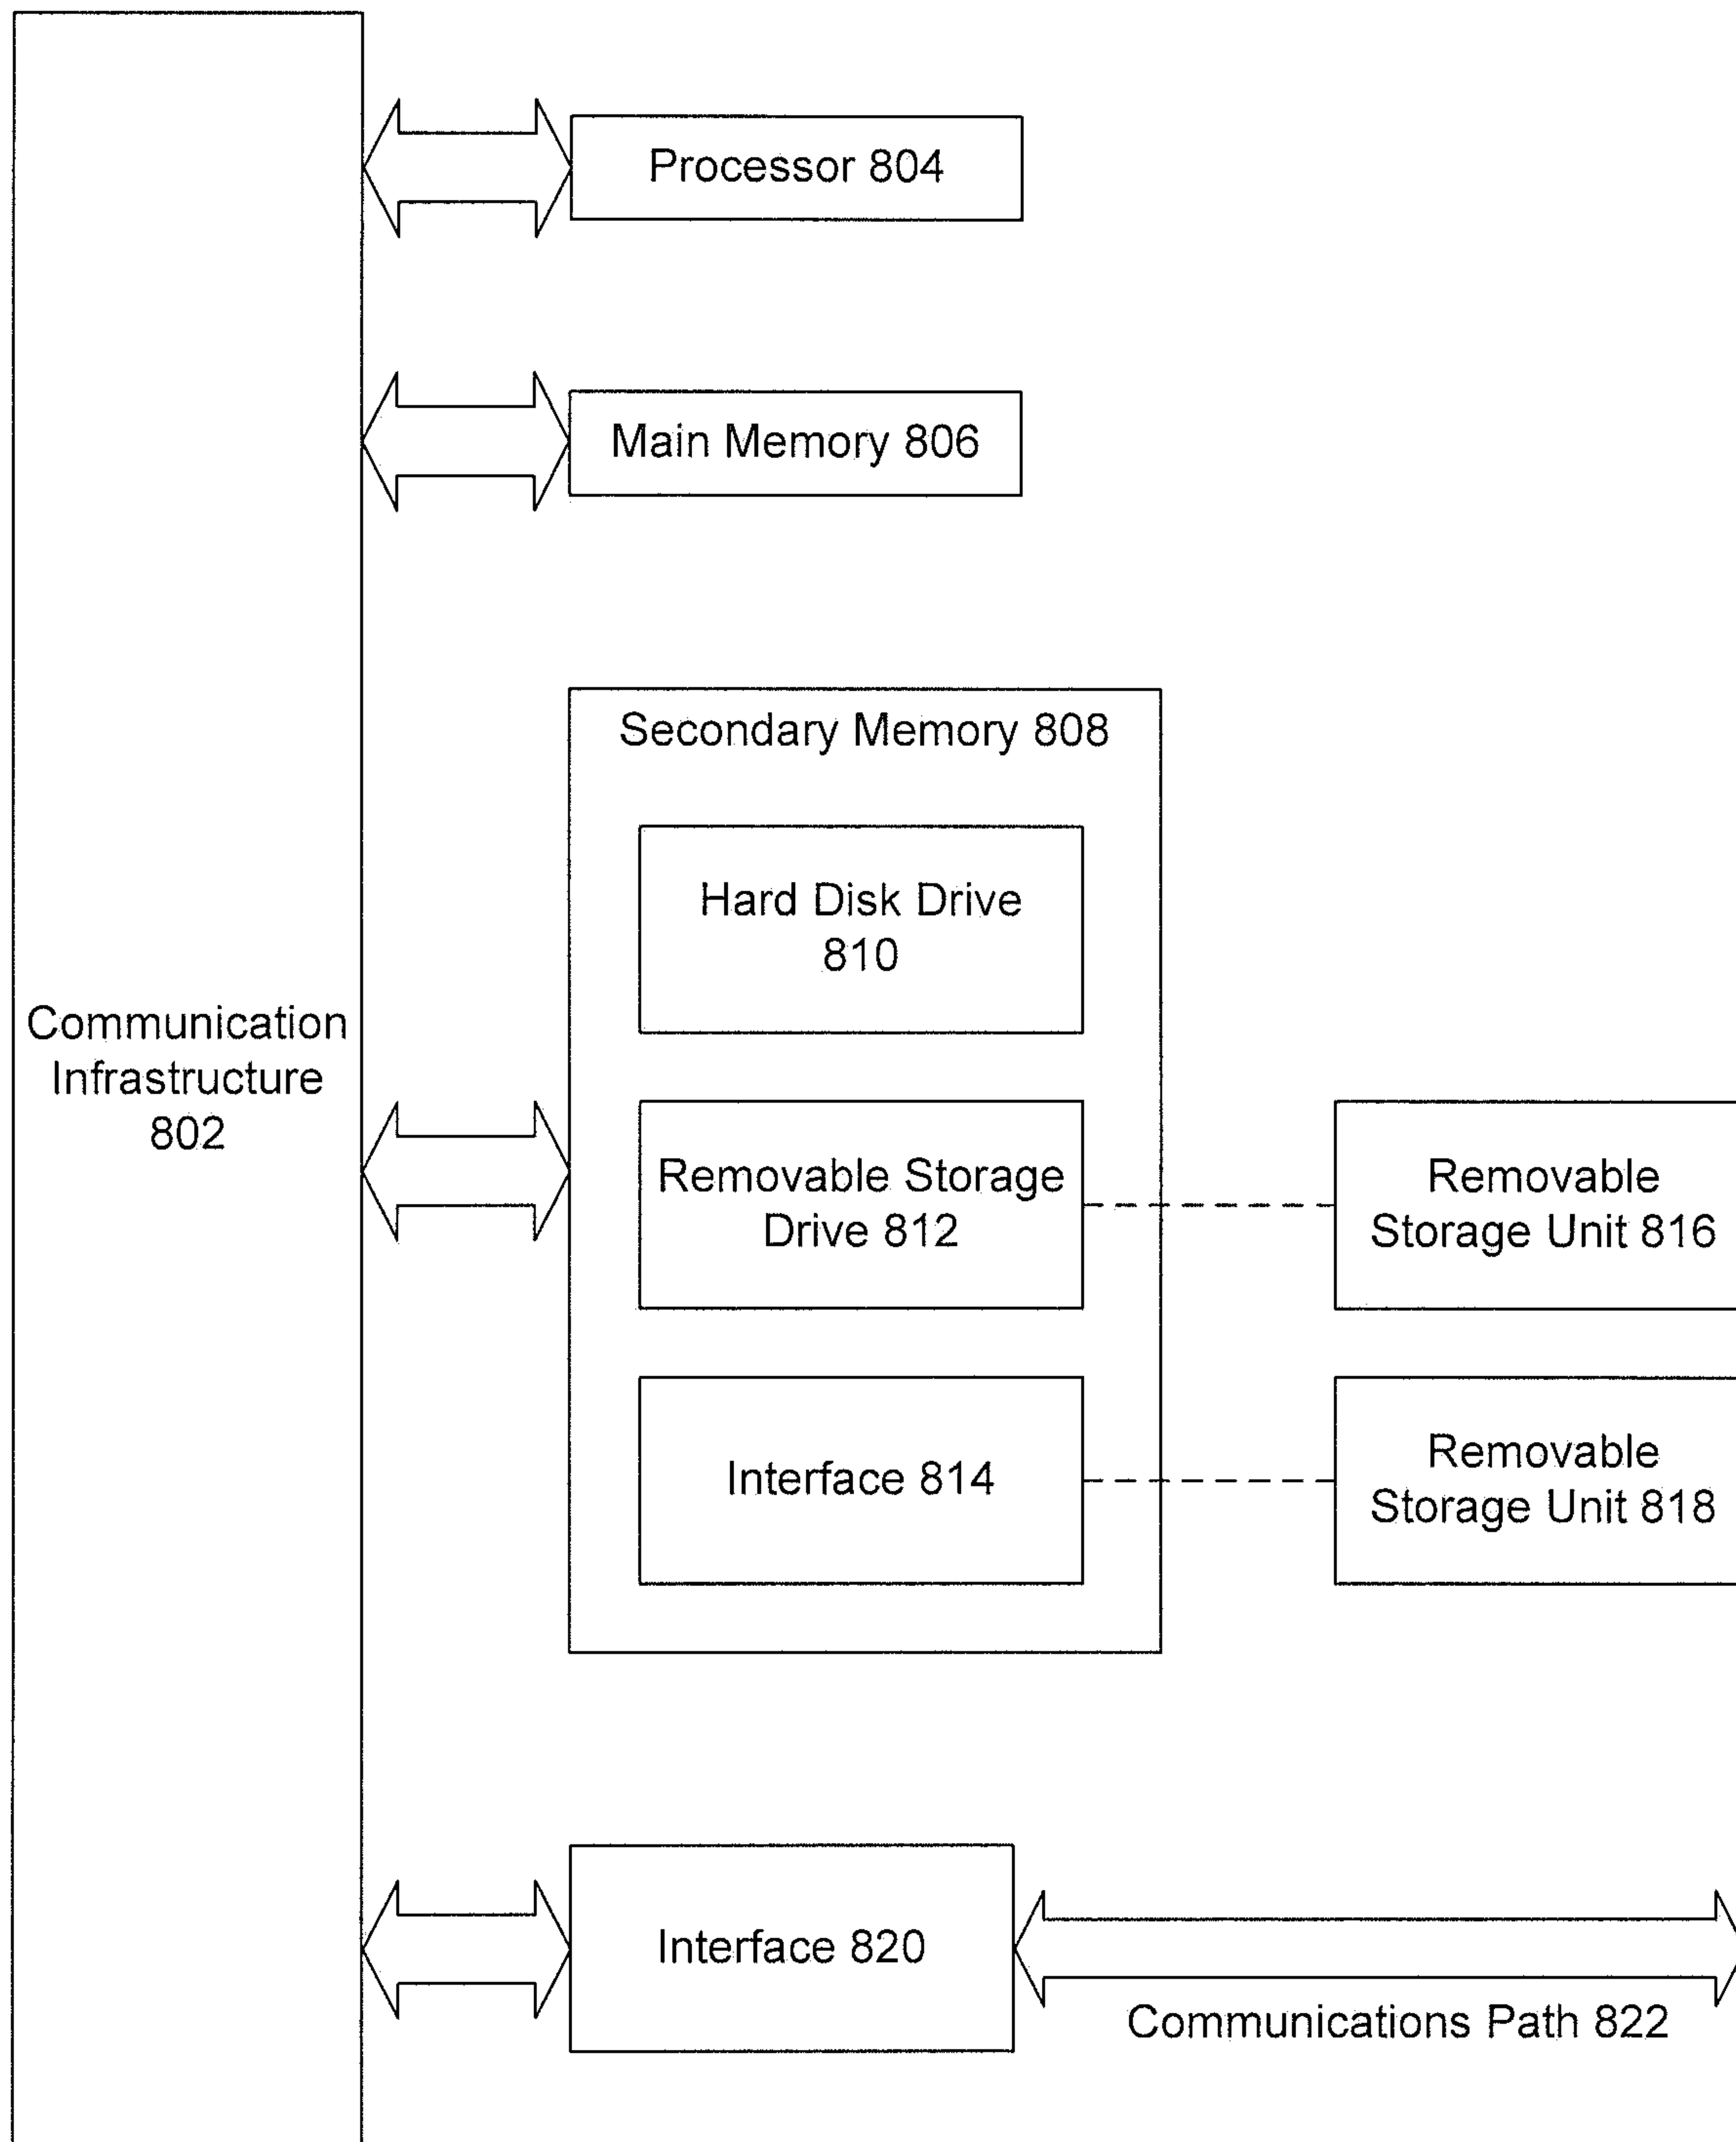 Processor 804
Main Memory 806
Secondary Memory 808
Hard Disk Drive
810
Communication
Infrastructure
802
Removable Storage
Drive 812
Removable
Storage Unit 816
Interface 814
Removable
Storage Unit 818
Interface 820
Communications Path 822